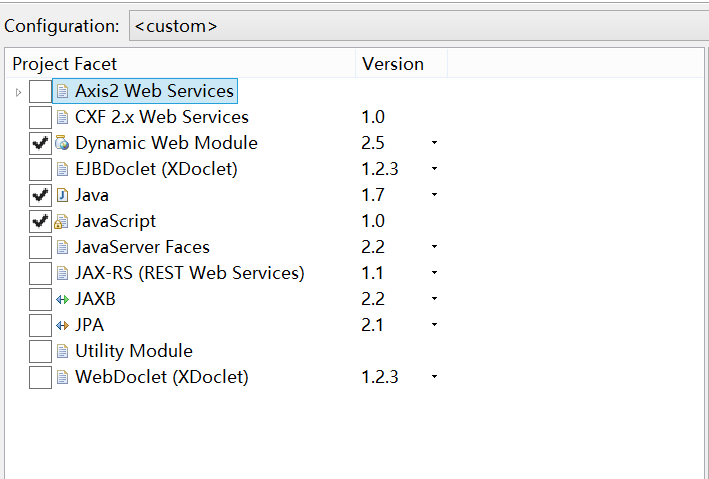 Configuration: <custom>
Project Facet Version
Axis2 Web Services
CXF 2.x Web Services 1.0
Dynamic Web Module 2.5
EJBDoclet (XDoclet) 1.2.3
Java 1.7
JavaScript 1.0
JavaServer Faces 2.2
JAX-RS (REST Web Services) 1.1
JAXB 2.2
JPA 2.1
Utility Module
WebDoclet (XDoclet) 1.2.3